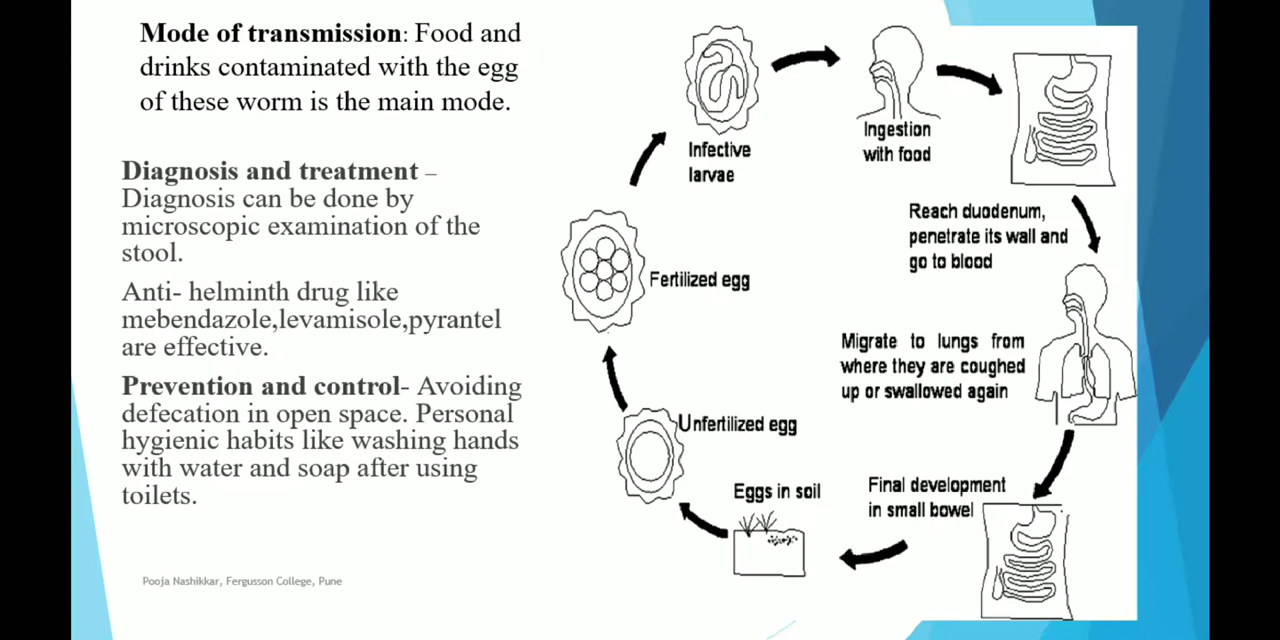 Mode of transmission: Food and
drinks contaminated with the egg
of these worm is the main mode.
Diagnosis and treatment –
Diagnosis can be done by
microscopic examination of the
stool.
Anti- helminth drug like
mebendazole,levamisole,pyrantel
are effective.
Prevention and control- Avoiding
defecation in open space. Personal
hygienic habits like washing hands
with water and soap after using
toilets.
Pooja Nashikkar, Fergusson College, Pune
Infective
larvae
Ingestion
with food
Reach duodenum,
penetrate its wall and
go to blood
Migrate to lungs from
where they are coughed
up or swallowed again
Final development
in small bowel
Eggs in soil
Unfertilized egg
Fertilized egg